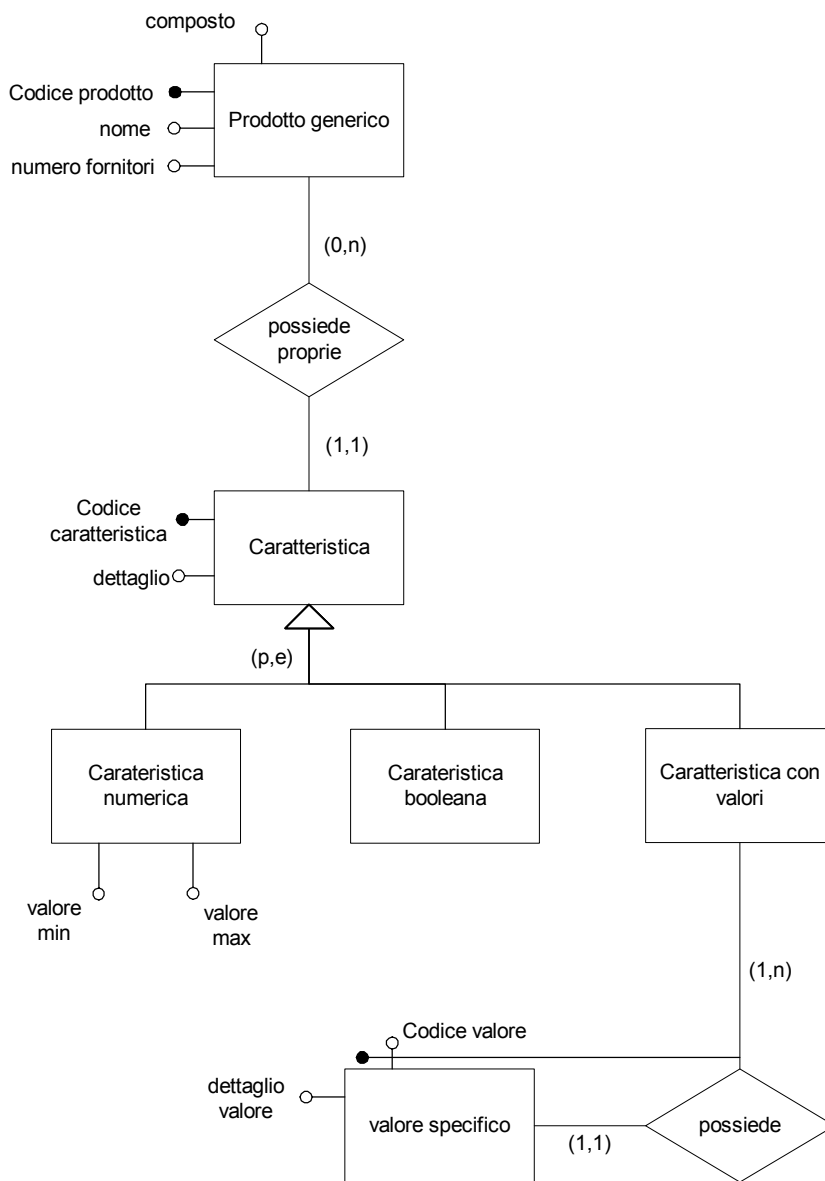 composto
Codice prodotto
nome
numero fornitori
Prodotto generico
(0,n)
possiede
proprie
(1,1)
Codice
caratteristica
dettaglio
Caratteristica
(p,e)
Carateristica
numerica
Carateristica
booleana
Caratteristica con
valori
valore
min
valore
max
(1,n)
Codice valore
dettaglio
valore
valore specifico
(1,1)
possiede